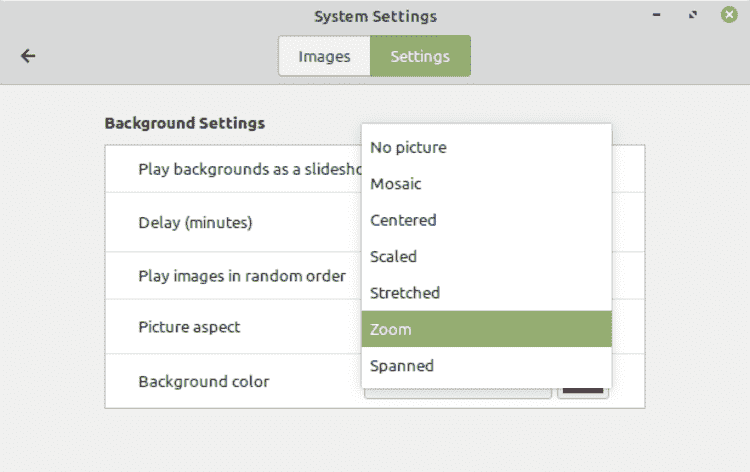 System Settings
Images
Settings
Background Settings
Play backgrounds as a slidesho
Delay (minutes)
Play images in random order
Picture aspect
Background color
No picture
Mosaic
Centered
Scaled
Stretched
Zoom
Spanned